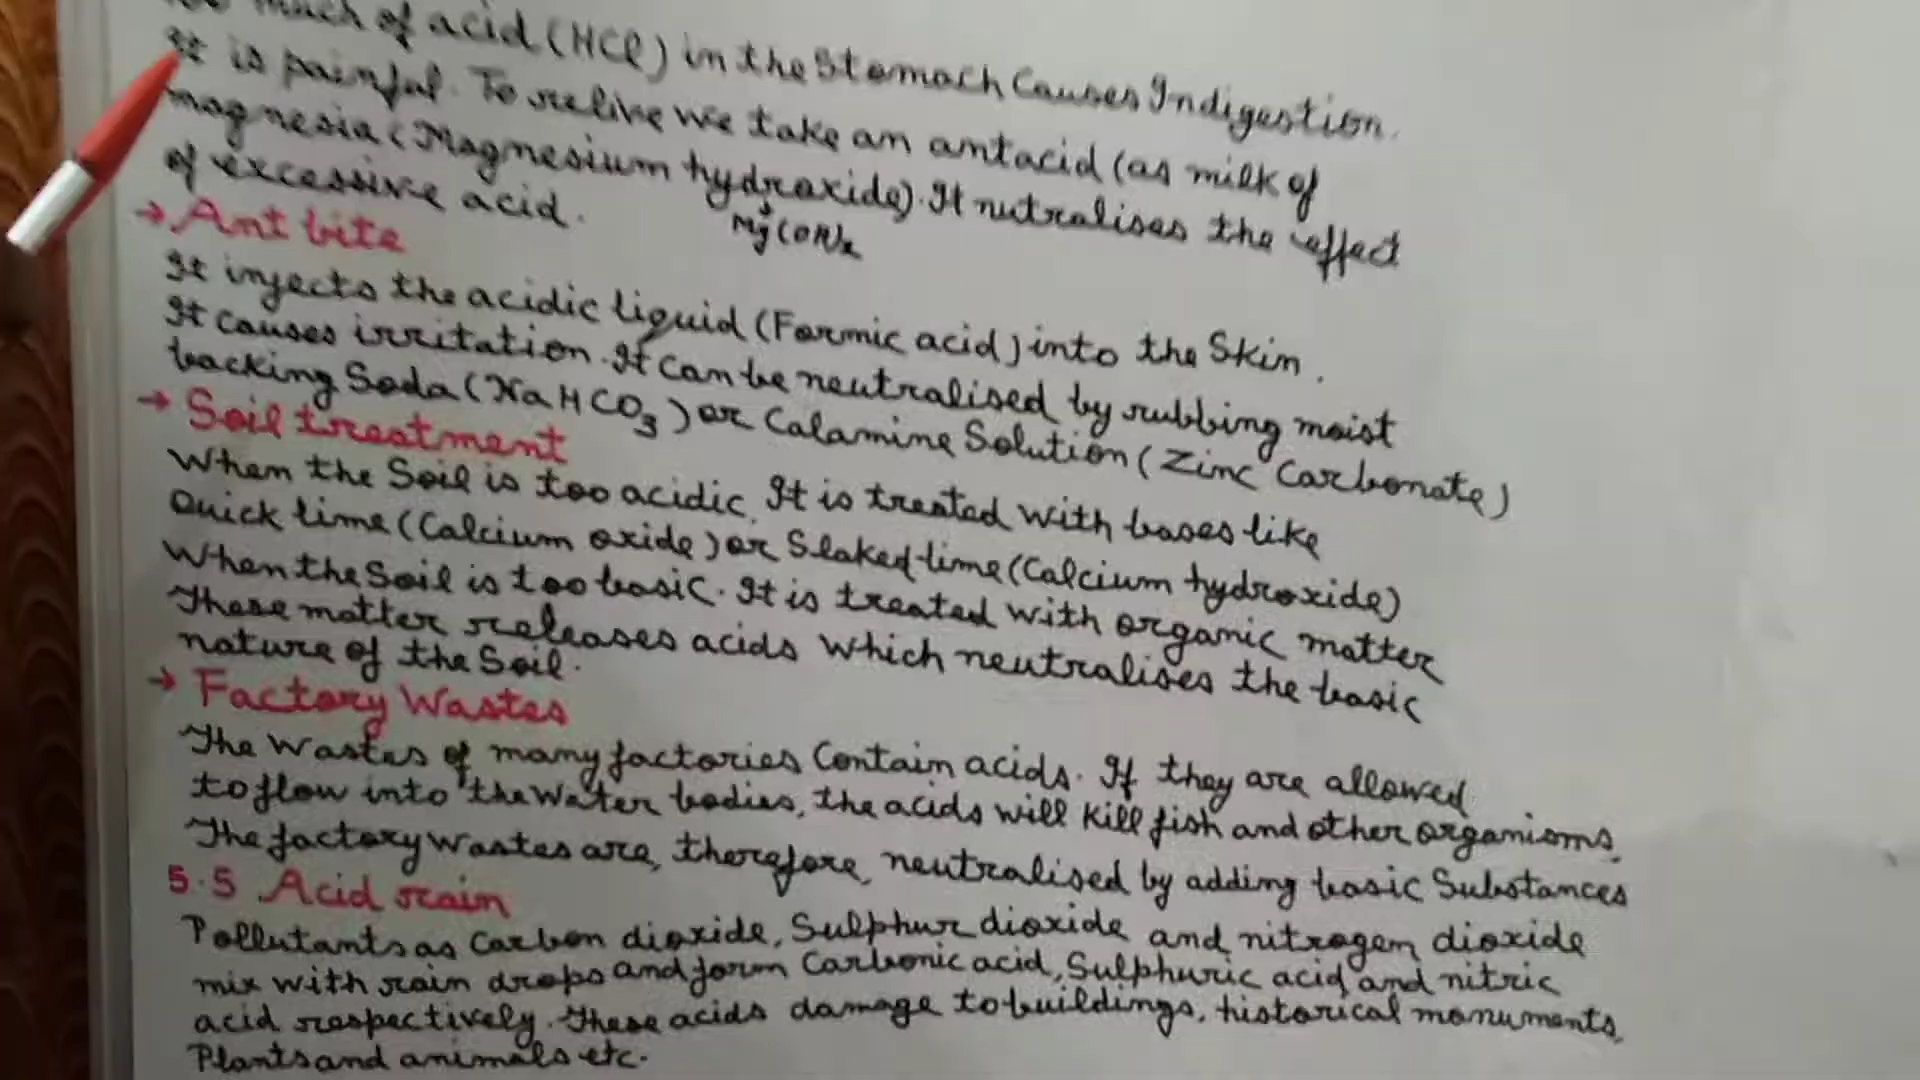 much of acid (HCl) in the Stomach Causes Indigestion.
It is painful. To relive we take an antacid (as milk of
magnesia (Magnesium hydroxide). It nutralises the effect
of excessive acid.
Mg(OH)2
→ Ant bite
It injects the acidic liquid (Formic acid) into the Skin.
It causes irritation. It can be neutralised by rubbing moist
backing Soda (NaHCO3) or Calamine Solution (Zinc Carbonate)
→ Soil treatment
When the Soil is too acidic. It is treated with bases like
Quick lime (Calcium oxide) or Slaked lime (Calcium hydroxide)
When the Soil is too basic. It is treated with organic matter
These matter releases acids which neutralises the basic
nature of the Soil.
→ Factory Wastes
The Wastes of many factories Contain acids. If they are allowed
to flow into the Water bodies, the acids will kill fish and other organisms.
The factory wastes are, therefore, neutralised by adding basic Substances
5.5 Acid rain
Pollutants as Carbon dioxide, Sulphur dioxide and nitrogen dioxide
mix with rain drops and form Carbonic acid, Sulphuric acid and nitric
acid respectively. These acids damage to buildings, historical monuments,
Plants and animals etc.